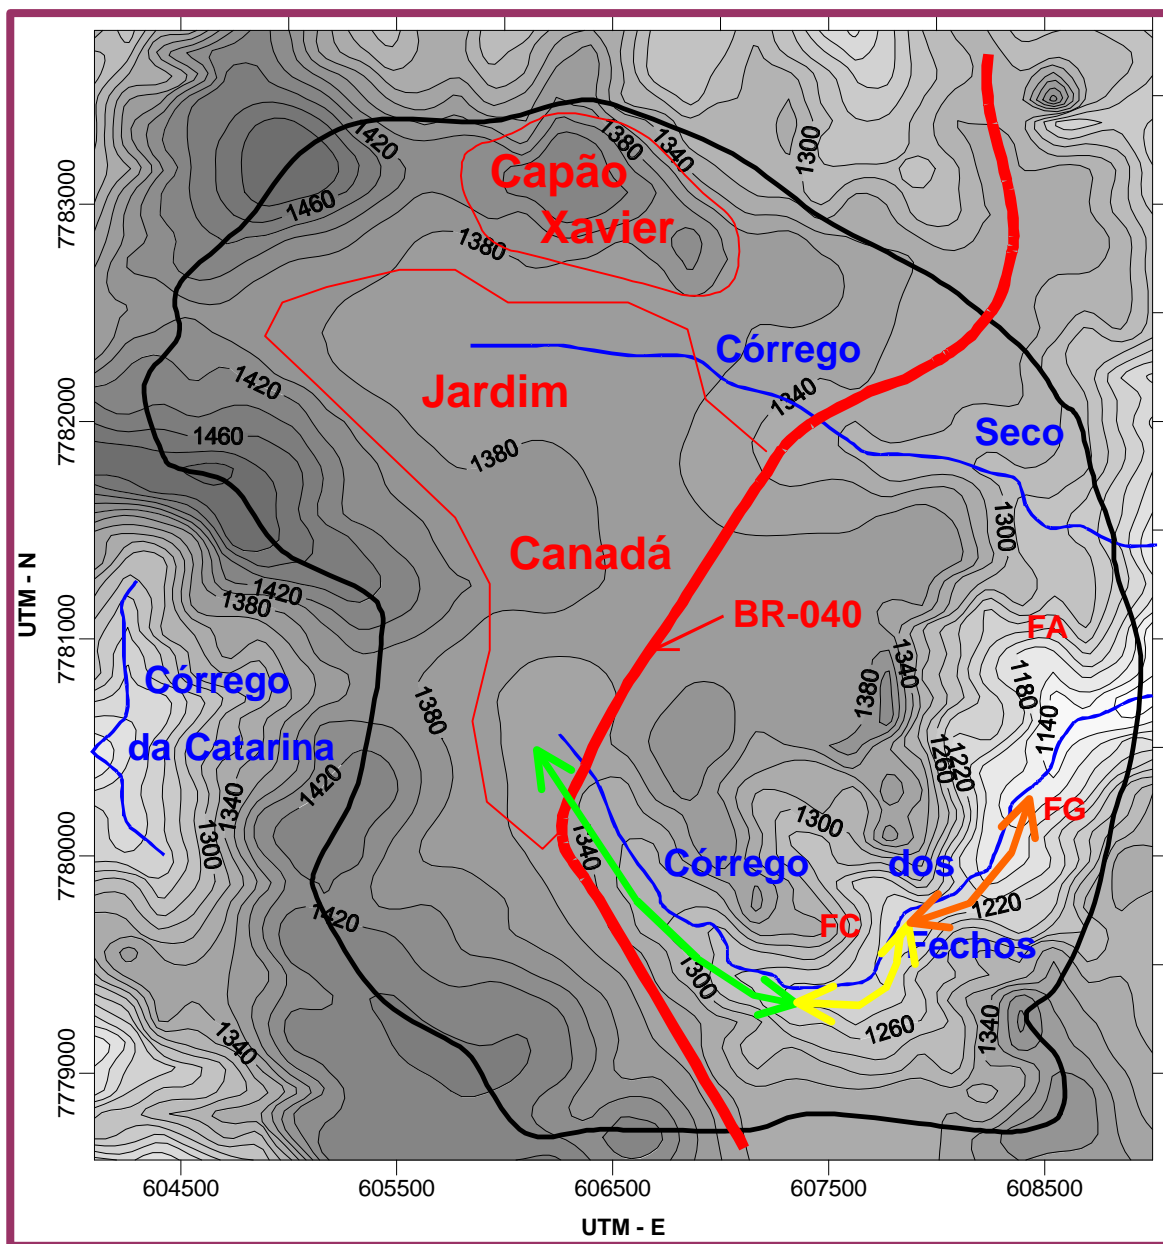 1420
1380
1340
1300
Capão
Xavier
1460
1380
7783000
Córrego
1340
Jardim
1420
Seco
1460
7782000
1380
1300
Canadá
1420
1380
BR-040
FA
UTM - N
7781000
1340
1380
1180
Córrego
1380
1140
da Catarina
1420
1260
1220
1340
1300
FG
1300
1340
7780000
Córrego
dos
1220
1420
FC
Fechos
1300
1260
1340
1340
7779000
604500
605500
606500
607500
608500
UTM - E